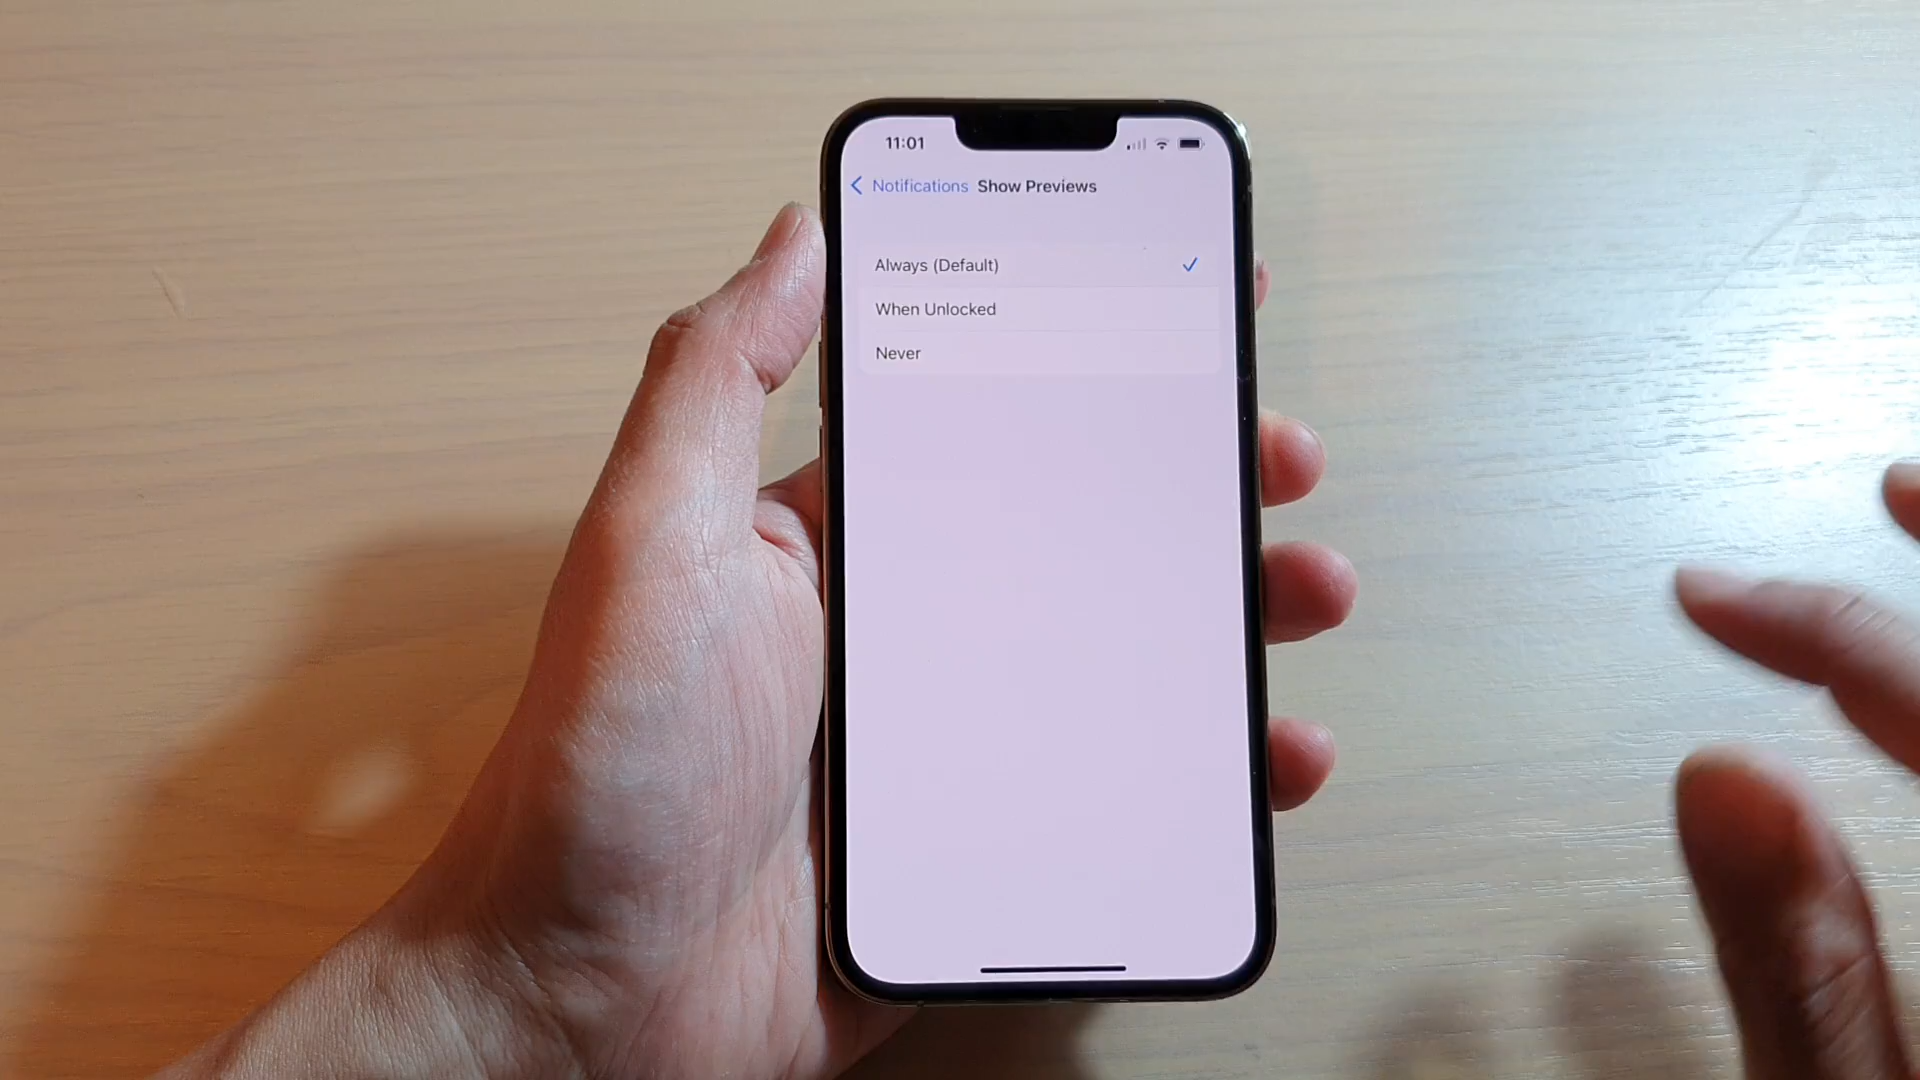 11:01
Notifications Show Previews
Always (Default)
When Unlocked
Never